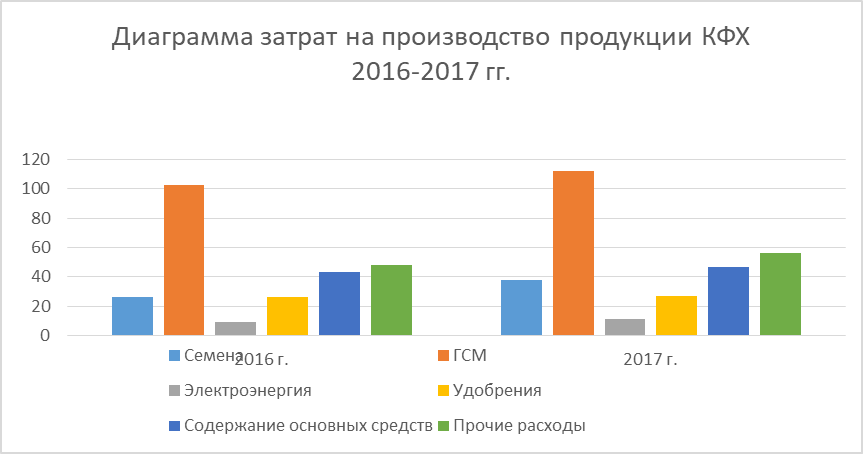 Диаграмма затрат на производство продукции КФХ
2016-2017 гг.
120
100
80
60
40
20
0
2016 г.
2017 г.
Семена
ГСМ
Электроэнергия
Удобрения
Содержание основных средств
Прочие расходы